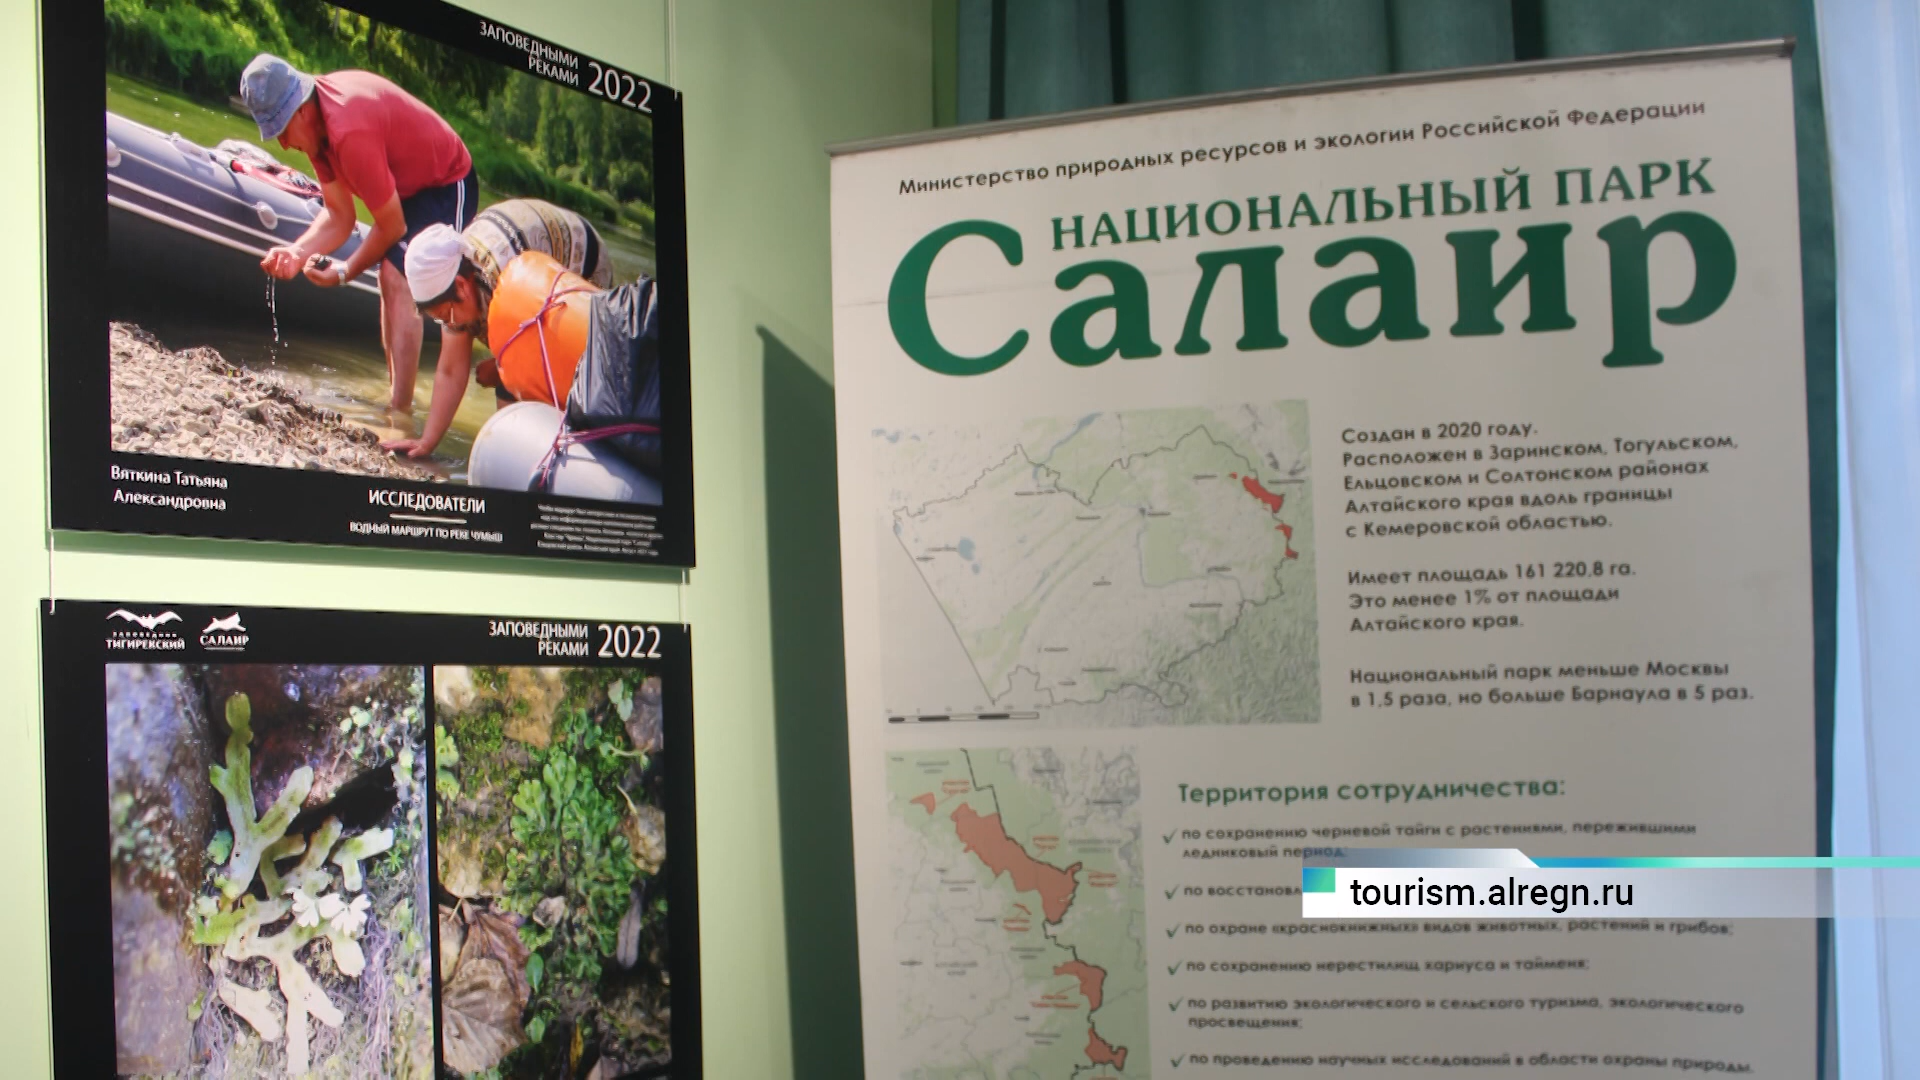 ЗАПОВЕДНЫМИ
РЕКАМИ 2022
Вяткина Татьяна
Александровна
ИССЛЕДОВАТЕЛИ
ВОДНЫЙ МАРШРУТ ПО РЕКЕ ЧУМЫШ
ЗАПОВЕДНИК
ТИГИРЕКСКИЙ
САЛАИР
ЗАПОВЕДНЫМИ
РЕКАМИ 2022
Министерство природных ресурсов и экологии Российской Федерации
НАЦИОНАЛЬНЫЙ ПАРК
Салаир
Создан в 2020 году.
Расположен в Заринском, Тогульском,
Ельцовском и Солтонском районах
Алтайского края вдоль границы
с Кемеровской областью.
Имеет площадь 161 220,8 га.
Это менее 1% от площади
Алтайского края.
Национальный парк меньше Москвы
в 1,5 раза, но больше Барнаула в 5 раз.
Территория сотрудничества:
✓ по сохранению черневой тайги с растениями, пережившими
ледниковый период;
✓ по восстановл
✓ по охране «краснокнижных» видов животных, растений и грибов;
✓ по сохранению нерестилищ хариуса и тайменя;
✓ по развитию экологического и сельского туризма, экологического
просвещения;
✓ по проведению научных исследований в области охраны природы.
tourism.alregn.ru